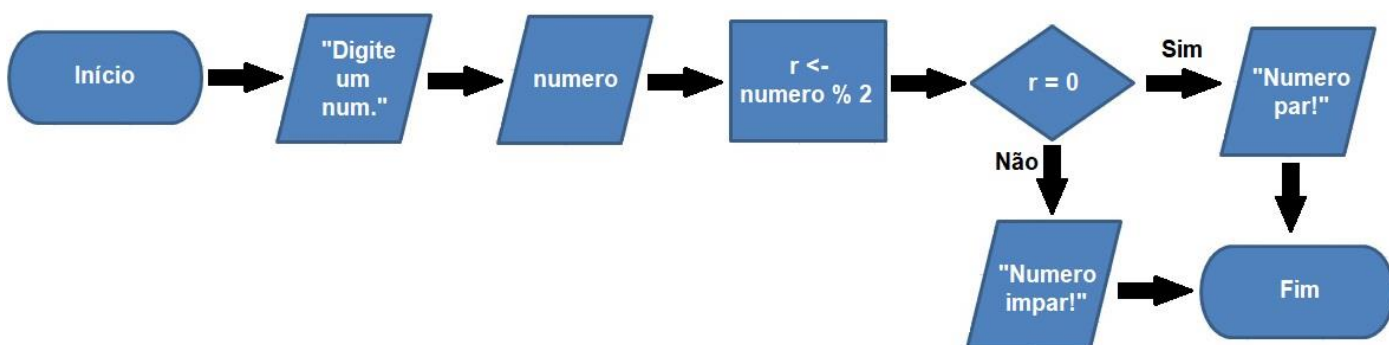 Início
"Digite
um
num."
numero
r <-
numero % 2
r = 0
Sim
"Numero
par!"
Não
"Numero
impar!"
Fim